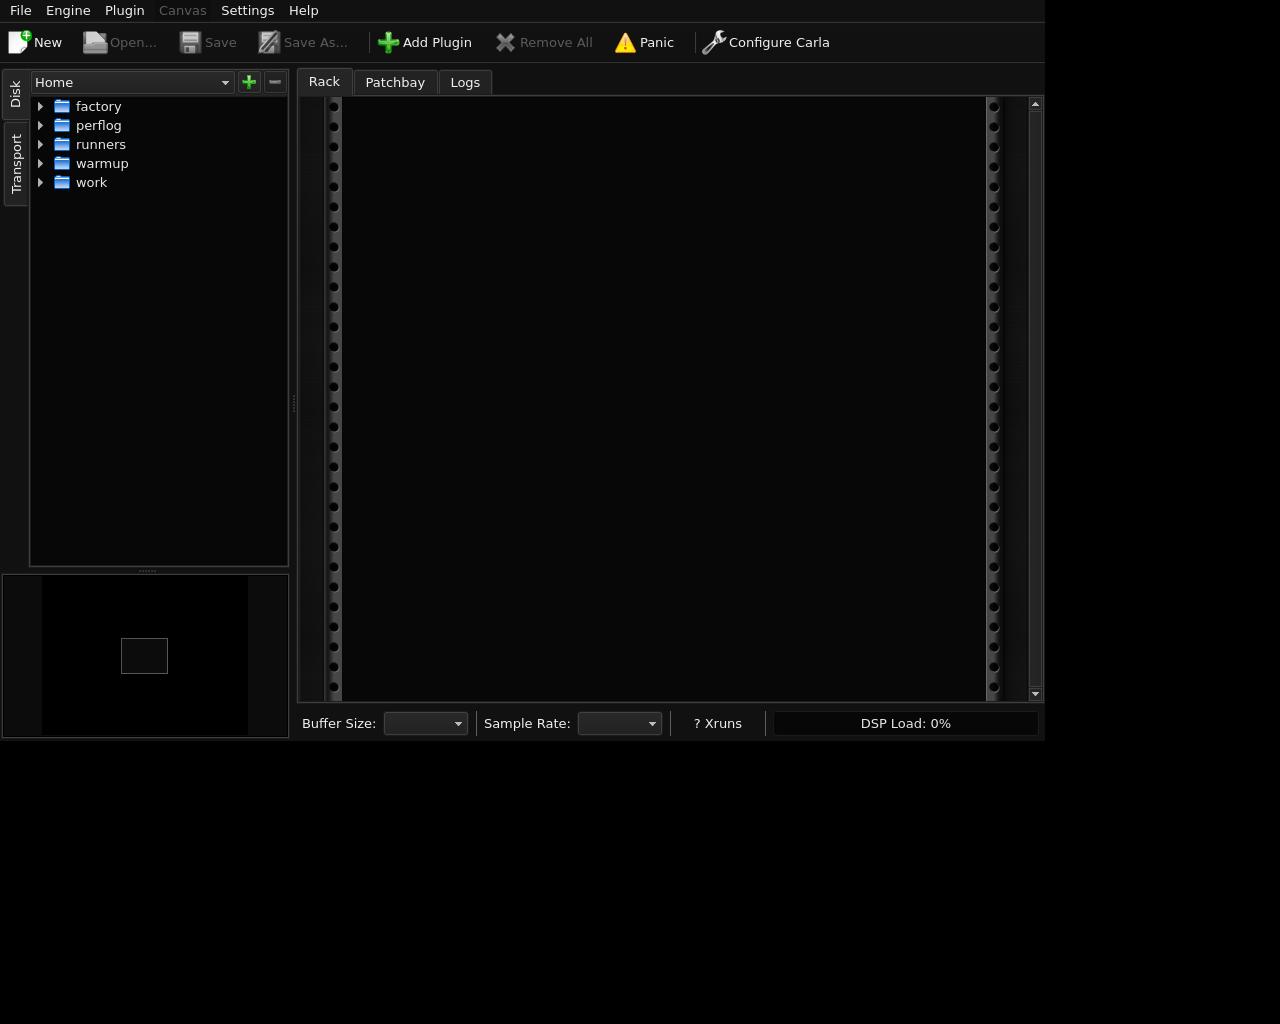 File Engine Plugin Canvas Settings Help
New Open... Save Save As... Add Plugin Remove All Panic Configure Carla
Disk
Transport
Home
factory
perflog
runners
warmup
work
Rack Patchbay Logs
Buffer Size: Sample Rate: ? Xruns DSP Load: 0%